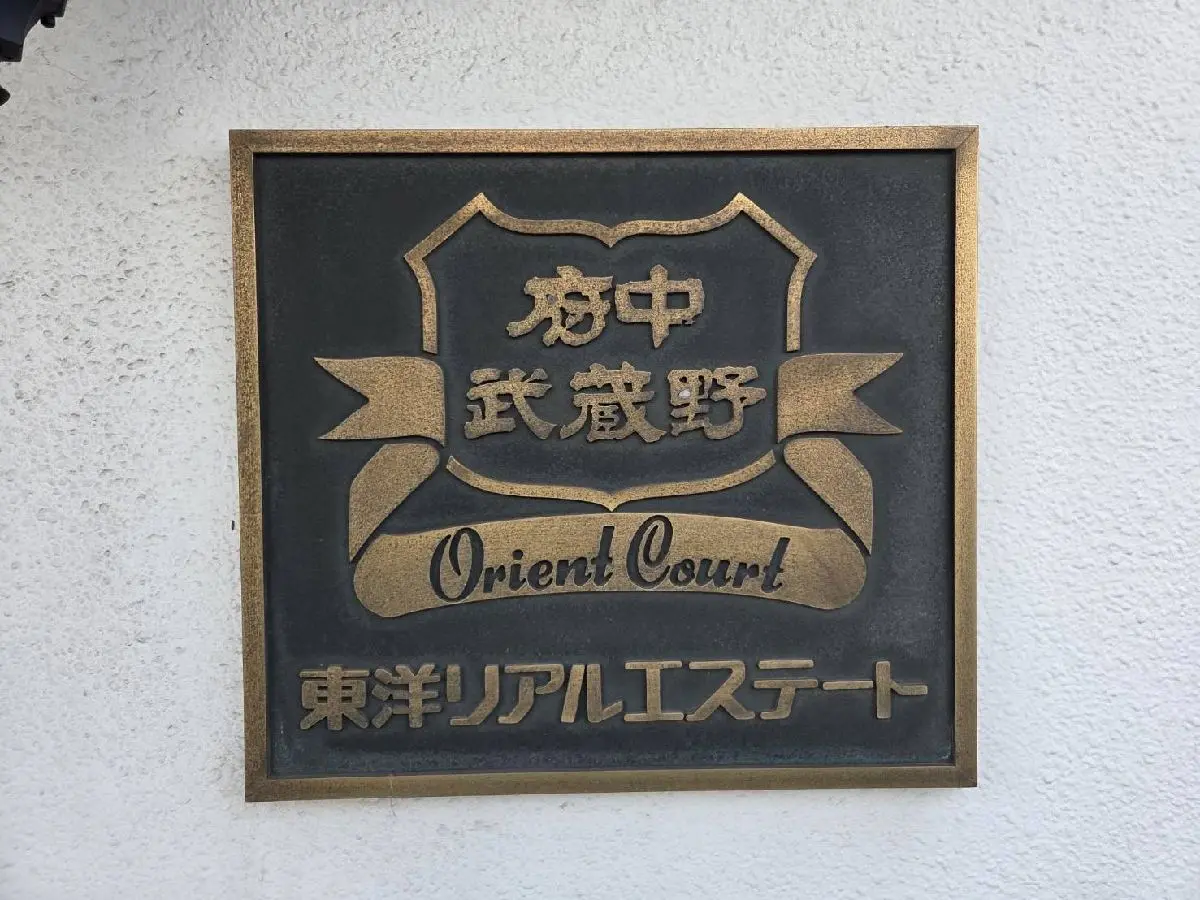 府中
武蔵野
Orient Court
東洋リアルエステート